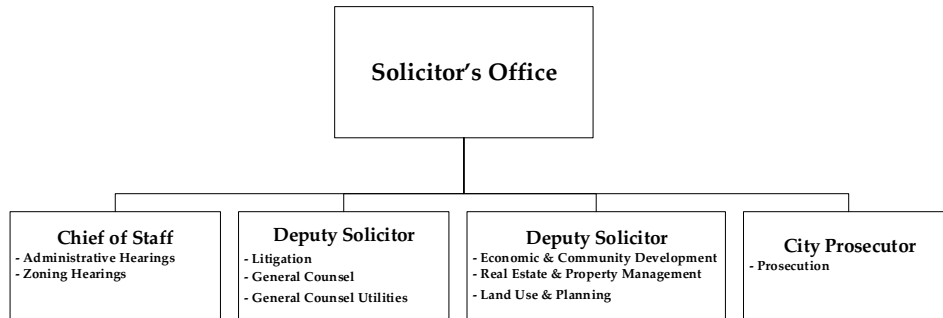 Solicitor's Office
Chief of Staff
- Administrative Hearings
- Zoning Hearings
Deputy Solicitor
- Litigation
- General Counsel
- General Counsel Utilities
Deputy Solicitor
- Economic & Community Development
- Real Estate & Property Management
- Land Use & Planning
City Prosecutor
- Prosecution